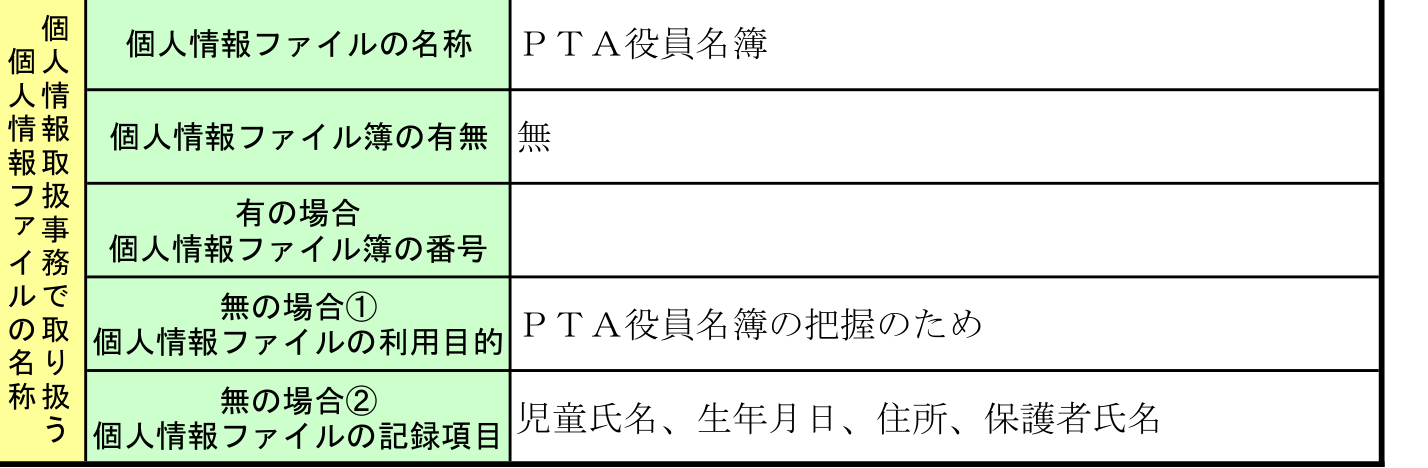 個人情報取扱事務で取り扱う
個人情報ファイルの名称
個人情報ファイルの名称
ＰＴＡ役員名簿
個人情報ファイル簿の有無
無
有の場合
個人情報ファイル簿の番号
無の場合①
個人情報ファイルの利用目的
ＰＴＡ役員名簿の把握のため
無の場合②
個人情報ファイルの記録項目
児童氏名、生年月日、住所、保護者氏名